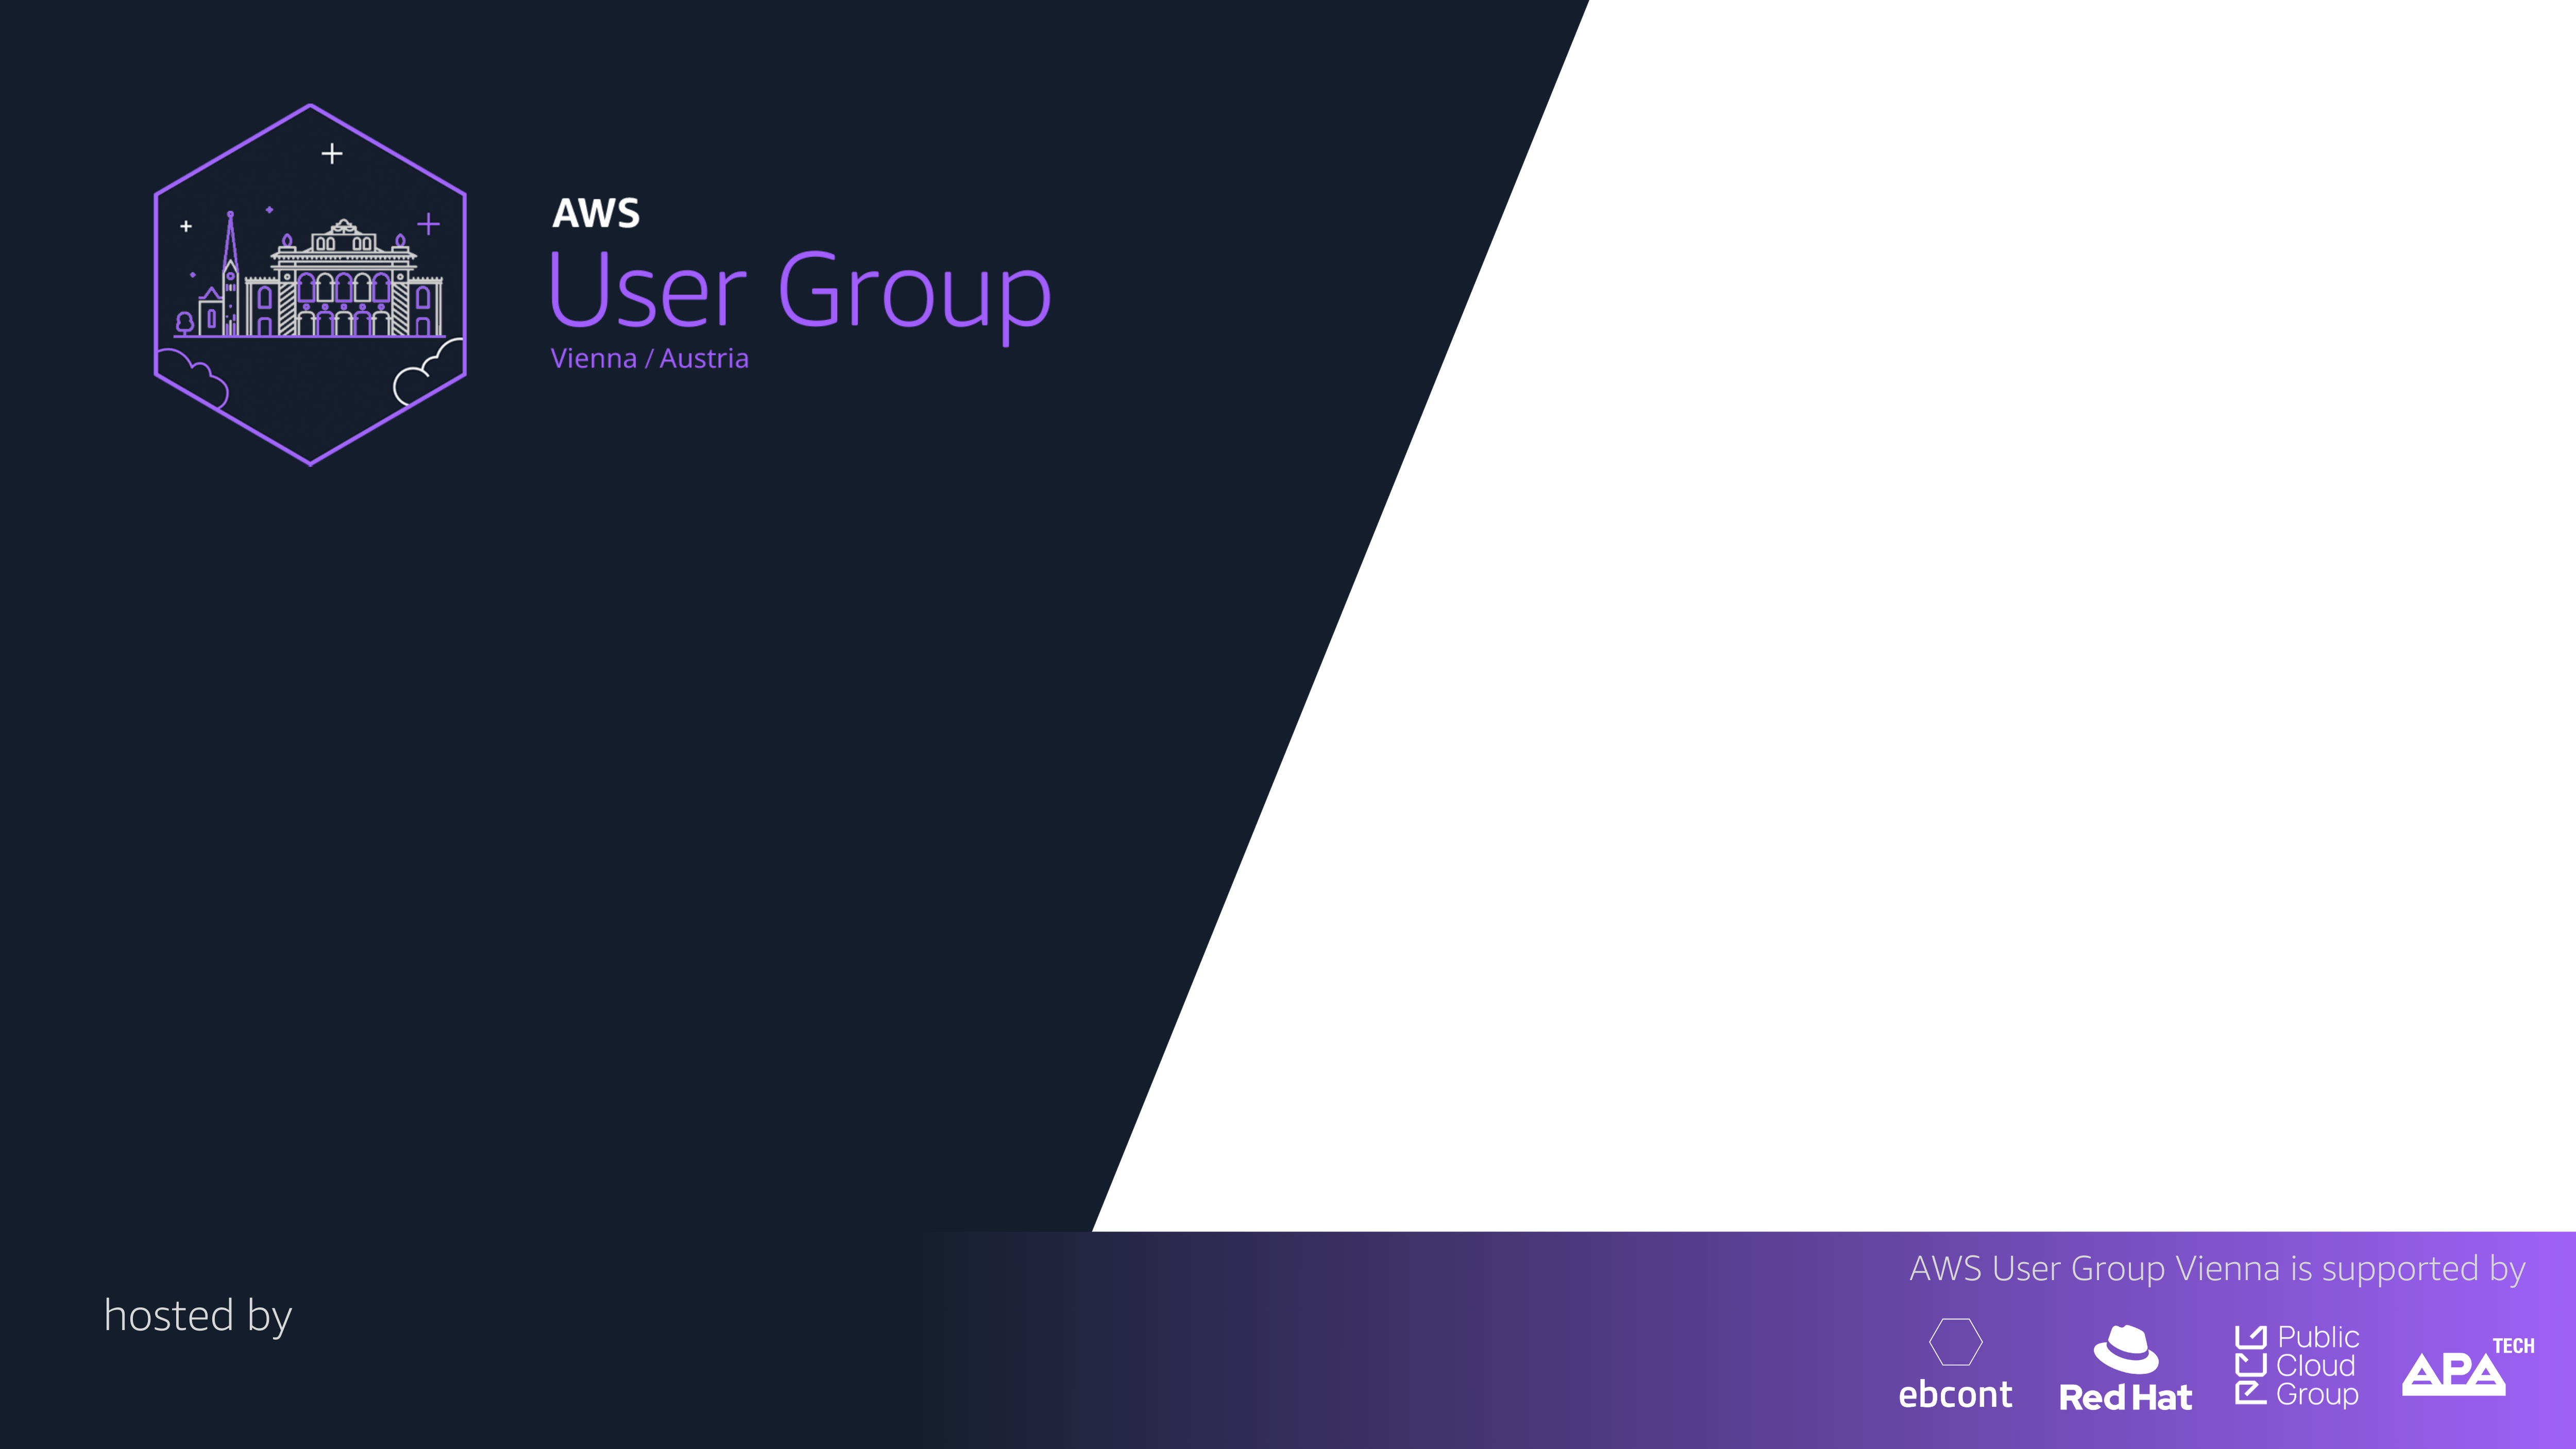 AWS
User Group
Vienna / Austria
hosted by
AWS User Group Vienna is supported by
ebcont
Red Hat
PCG
Public
Cloud
Group
APA TECH